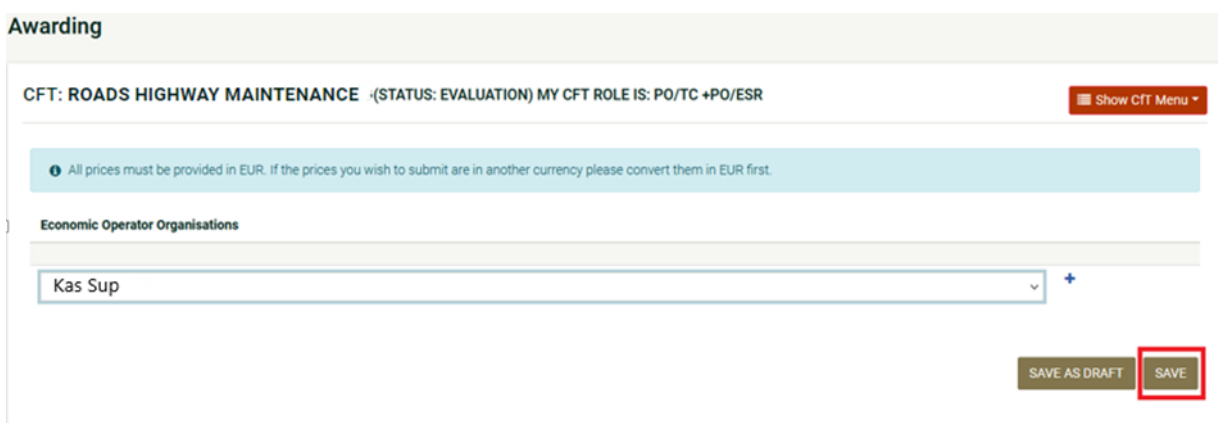 Awarding
CFT: ROADS HIGHWAY MAINTENANCE -(STATUS: EVALUATION) MY CFT ROLE IS: PO/TC +PO/ESR
Show CfT Menu
All prices must be provided in EUR. If the prices you wish to submit are in another currency please convert them in EUR first.
Economic Operator Organisations
Kas Sup
SAVE AS DRAFT SAVE